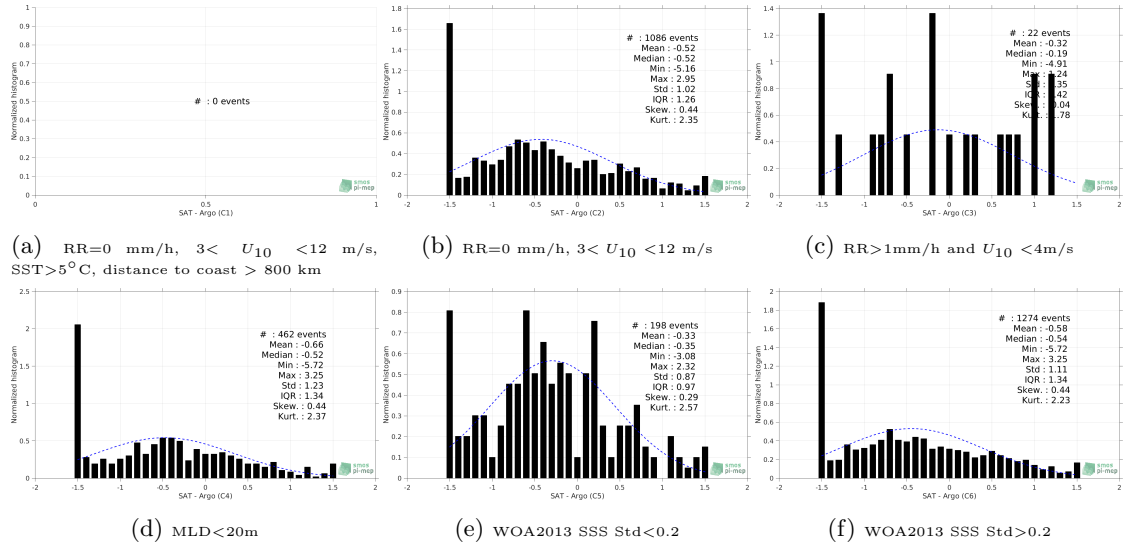 1
0.9
0.8
0.7
0.6
0.5
0.4
0.3
0.2
0.1
0
Normalized histogram
# : 0 events
smos
pi-mep
0 0.5 1
SAT - Argo (C1)
(a) RR=0 mm/h, 3< U10 <12 m/s,
SST>5°C, distance to coast > 800 km
1.8
1.6
1.4
1.2
1
0.8
0.6
0.4
0.2
0
Normalized histogram
# : 1086 events
Mean : -0.52
Median : -0.52
Min : -5.16
Max : 2.95
Std : 1.02
IQR : 1.26
Skew. : 0.44
Kurt. : 2.35
smos
pi-mep
-2 -1.5 -1 -0.5 0 0.5 1 1.5 2
SAT - Argo (C2)
(b) RR=0 mm/h, 3< U10 <12 m/s
1.4
1.2
1
0.8
0.6
0.4
0.2
0
Normalized histogram
# : 22 events
Mean : -0.32
Median : -0.19
Min : -4.91
smos
pi-mep
-2 -1.5 -1 -0.5 0 0.5 1 1.5 2
SAT - Argo (C3)
(c) RR>1mm/h and U10 <4m/s
2.5
2
1.5
1
0.5
0
Normalized histogram
# : 462 events
Mean : -0.66
Median : -0.52
Min : -5.72
Max : 3.25
Std : 1.23
IQR : 1.34
Skew. : 0.44
Kurt. : 2.37
smos
pi-mep
-2 -1.5 -1 -0.5 0 0.5 1 1.5 2
SAT - Argo (C4)
(d) MLD<20m
0.9
0.8
0.7
0.6
0.5
0.4
0.3
0.2
0.1
0
Normalized histogram
# : 198 events
Mean : -0.33
Median : -0.35
Min : -3.08
Max : 2.32
Std : 0.87
IQR : 0.97
Skew. : 0.29
Kurt. : 2.57
smos
pi-mep
-2 -1.5 -1 -0.5 0 0.5 1 1.5 2
SAT - Argo (C5)
(e) WOA2013 SSS Std<0.2
2
1.8
1.6
1.4
1.2
1
0.8
0.6
0.4
0.2
0
Normalized histogram
# : 1274 events
Mean : -0.58
Median : -0.54
Min : -5.72
Max : 3.25
Std : 1.11
IQR : 1.34
Skew. : 0.44
Kurt. : 2.23
smos
pi-mep
-2 -1.5 -1 -0.5 0 0.5 1 1.5 2
SAT - Argo (C6)
(f) WOA2013 SSS Std>0.2